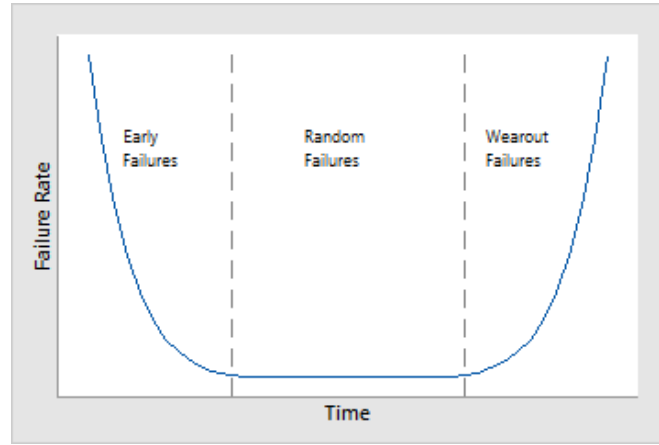 Early
Failures
Random
Failures
Wearout
Failures
Failure Rate
Time